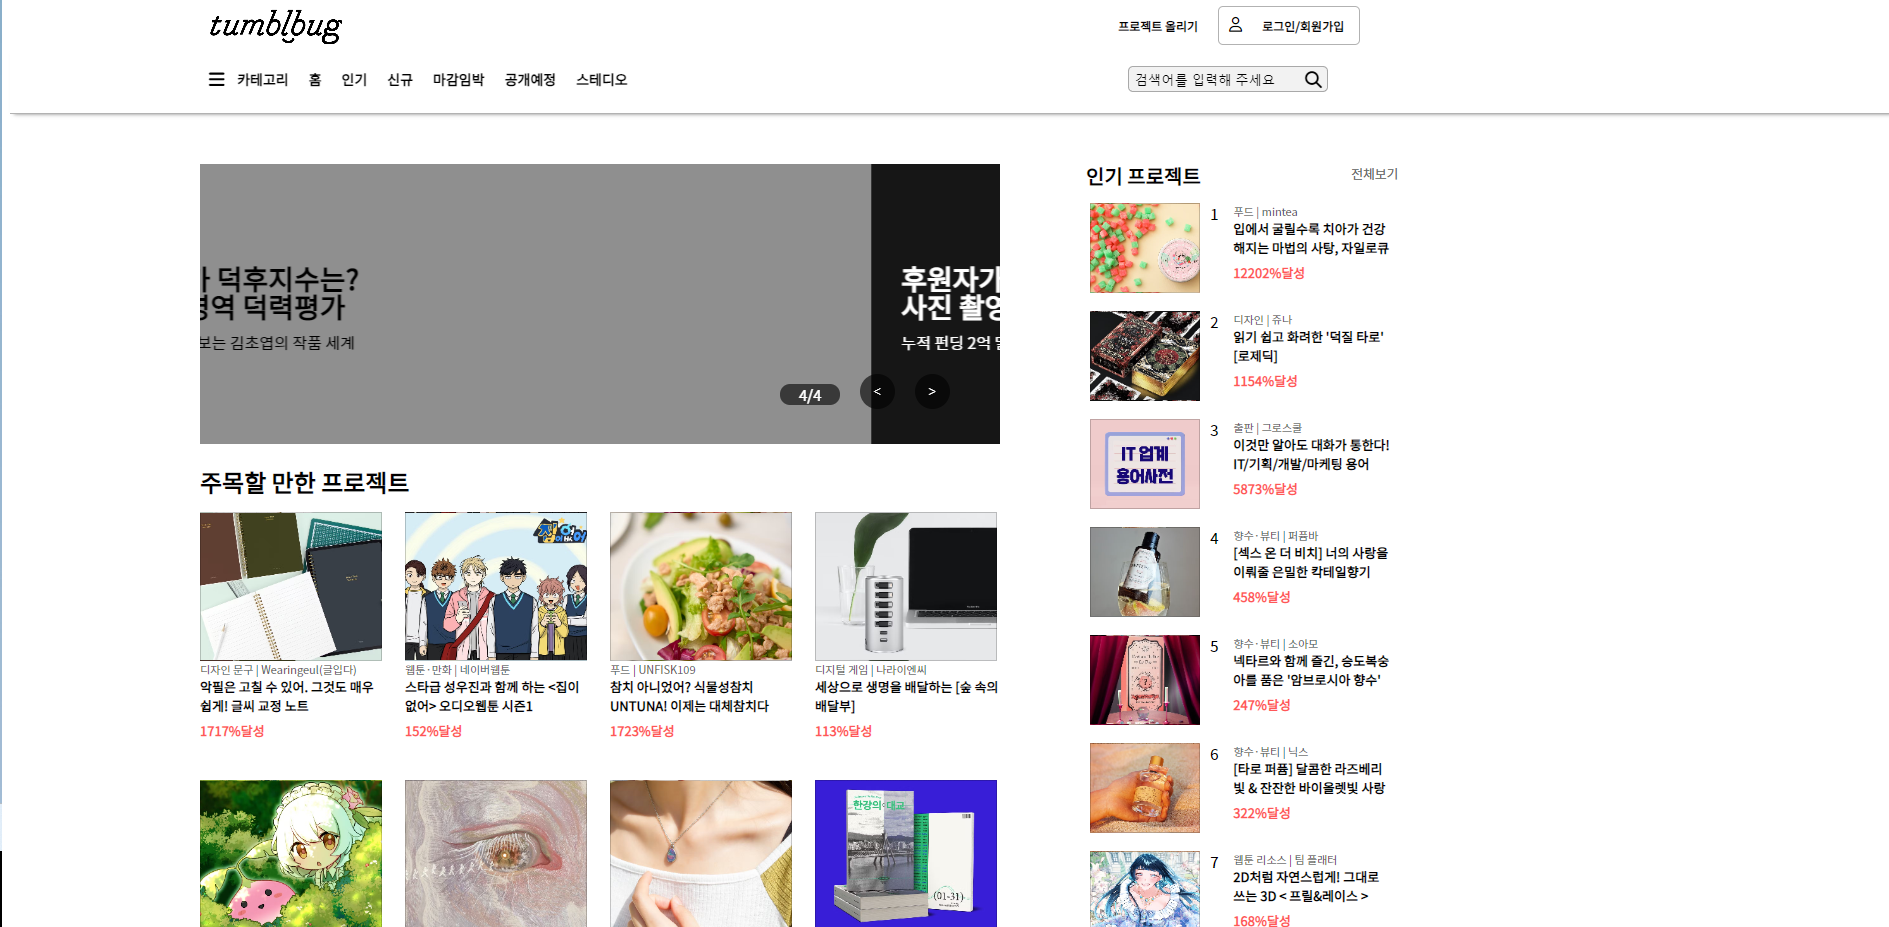 tumblbug
프로젝트 올리기
로그인/회원가입
카테고리 홈 인기 신규 마감임박 공개예정 스테디오
검색어를 입력해 주세요
덕후지수는?
영역 덕력평가
보는 김초엽의 작품 세계
후원자가
사진 촬영
누적 펀딩 2억
4/4
<
>
주목할 만한 프로젝트
디자인 문구 | Wearingeul(글입다)
악필은 고칠 수 있어. 그것도 매우
쉽게! 글씨 교정 노트
1717%달성
집이없어
웹툰·만화 | 네이버웹툰
스타급 성우진과 함께 하는 <집이
없어> 오디오웹툰 시즌1
152%달성
푸드 | UNFISK109
참치 아니었어? 식물성참치
UNTUNA! 이제는 대체참치다
1723%달성
디지털 게임 | 나라이엔씨
세상으로 생명을 배달하는 [숲 속의
배달부]
113%달성
한강의 대교
(01-31)
인기 프로젝트
전체보기
1
푸드 | mintea
입에서 굴릴수록 치아가 건강
해지는 마법의 사탕, 자일로큐
12202%달성
2
디자인 | 쥬나
읽기 쉽고 화려한 '덕질 타로'
[로제딕]
1154%달성
IT 업계
용어사전
3
출판 | 그로스쿨
이것만 알아도 대화가 통한다!
IT/기획/개발/마케팅 용어
5873%달성
4
향수·뷰티 | 퍼퓸바
[섹스 온 더 비치] 너의 사랑을
이뤄줄 은밀한 칵테일향기
458%달성
5
향수·뷰티 | 소아모
넥타르와 함께 즐긴, 승도복숭
아를 품은 '암브로시아 향수'
247%달성
6
향수·뷰티 | 닉스
[타로 퍼퓸] 달콤한 라즈베리
빛 & 잔잔한 바이올렛빛 사랑
322%달성
7
웹툰 리소스 | 팀 플래터
2D처럼 자연스럽게! 그대로
쓰는 3D < 프릴&레이스 >
168%달성